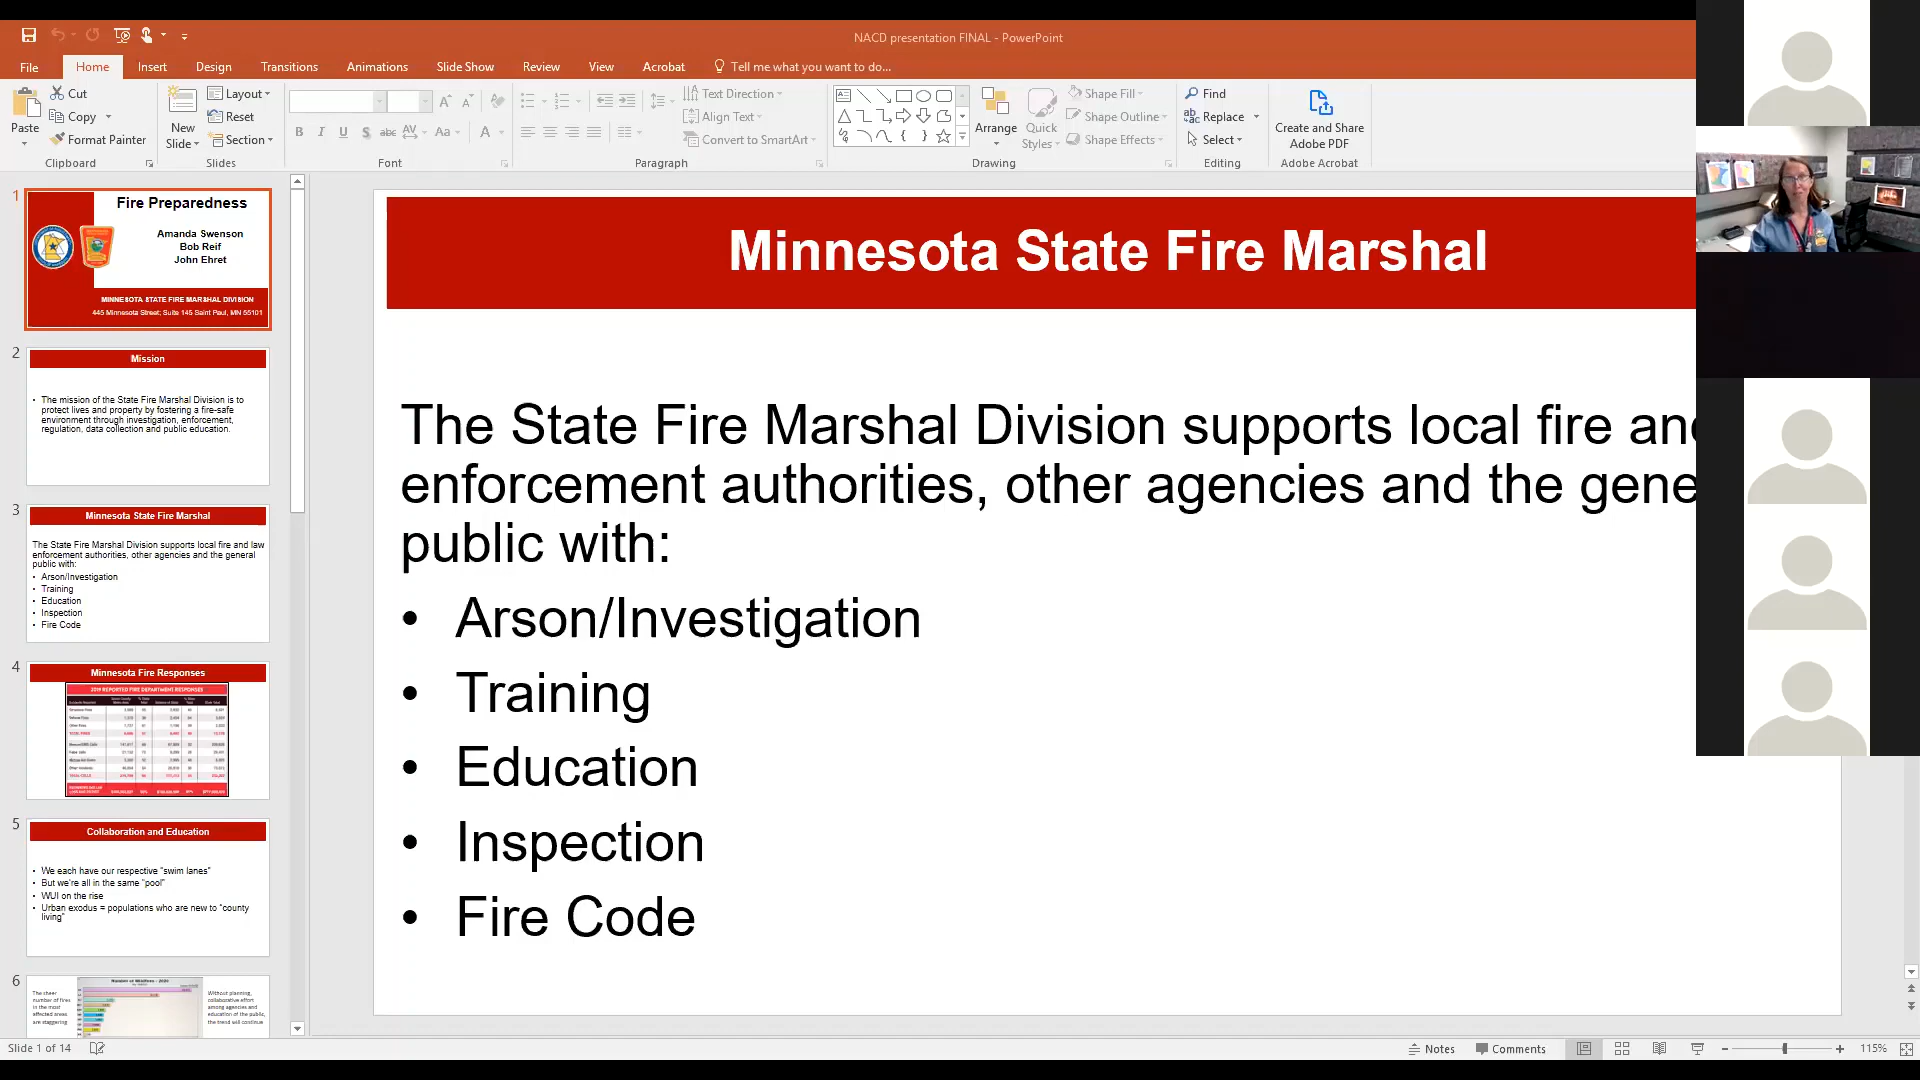 NACD presentation FINAL - PowerPoint
File
Home
Insert
Design
Transitions
Animations
Slide Show
Review
View
Acrobat
Tell me what you want to do...
Paste
Cut
Copy
Format Painter
Clipboard
New
Slide
Layout
Reset
Section
Slides
B I U S abc AV Aa A
Font
Text Direction
Align Text
Convert to SmartArt
Paragraph
Arrange
Quick
Styles
Shape Fill
Shape Outline
Shape Effects
Drawing
Find
Replace
Select
Editing
Create and Share
Adobe PDF
Adobe Acrobat
1
Fire Preparedness
Amanda Swenson
Bob Reif
John Ehret
MINNESOTA STATE FIRE MARSHAL DIVISION
445 Minnesota Street; Suite 145 Saint Paul, MN 55101
2
Mission
• The mission of the State Fire Marshal Division is to
protect lives and property by fostering a fire-safe
environment through investigation, enforcement,
regulation, data collection and public education.
3
Minnesota State Fire Marshal
The State Fire Marshal Division supports local fire and law
enforcement authorities, other agencies and the general
public with:
• Arson/Investigation
• Training
• Education
• Inspection
• Fire Code
4
Minnesota Fire Responses
2019 REPORTED FIRE DEPARTMENT RESPONSES
5
Collaboration and Education
• We each have our respective "swim lanes"
• But we're all in the same "pool"
• WUI on the rise
• Urban exodus = populations who are new to "county
living"
6
The sheer
number of fires
in the most
affected areas
are staggering
Without planning,
collaborative effort
among agencies and
education of the public,
the trend will continue
Minnesota State Fire Marshal
The State Fire Marshal Division supports local fire and
enforcement authorities, other agencies and the gene
public with:
• Arson/Investigation
• Training
• Education
• Inspection
• Fire Code
Slide 1 of 14
Notes
Comments
115%